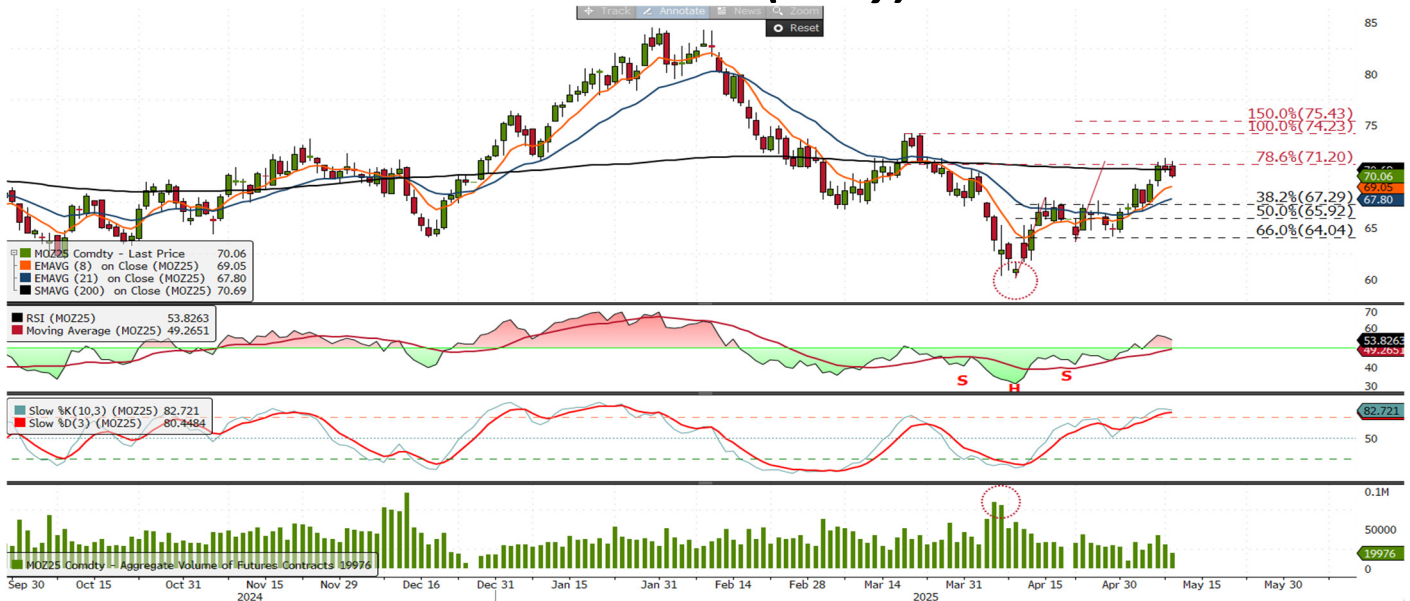 Track Annotate News Zoom
Reset
85
80
75
65
60
150.0%(75.43)
100.0%(74.23)
78.6%(71.20)
38.2%(67.29)
50.0%(65.92)
66.0%(64.04)
70.06
69.05
67.80
MOZ25 Comdty - Last Price 70.06
EMAVG (8) on Close (MOZ25) 69.05
EMAVG (21) on Close (MOZ25) 67.80
SMAVG (200) on Close (MOZ25) 70.69
RSI (MOZ25) 53.8263
Moving Average (MOZ25) 49.2651
70
60
53.8263
49.2651
40
30
S
H
S
Slow %K(10,3) (MOZ25) 82.721
Slow %D(3) (MOZ25) 80.4484
82.721
50
0.1M
50000
19976
0
MOZ25 Comdty - Aggregate Volume of Futures Contracts 19976
Sep 30 Oct 15 Oct 31 Nov 15 Nov 29 Dec 16 Dec 31 Jan 15 Jan 31 Feb 14 Feb 28 Mar 14 Mar 31 Apr 15 Apr 30 May 15 May 30
2024 2025